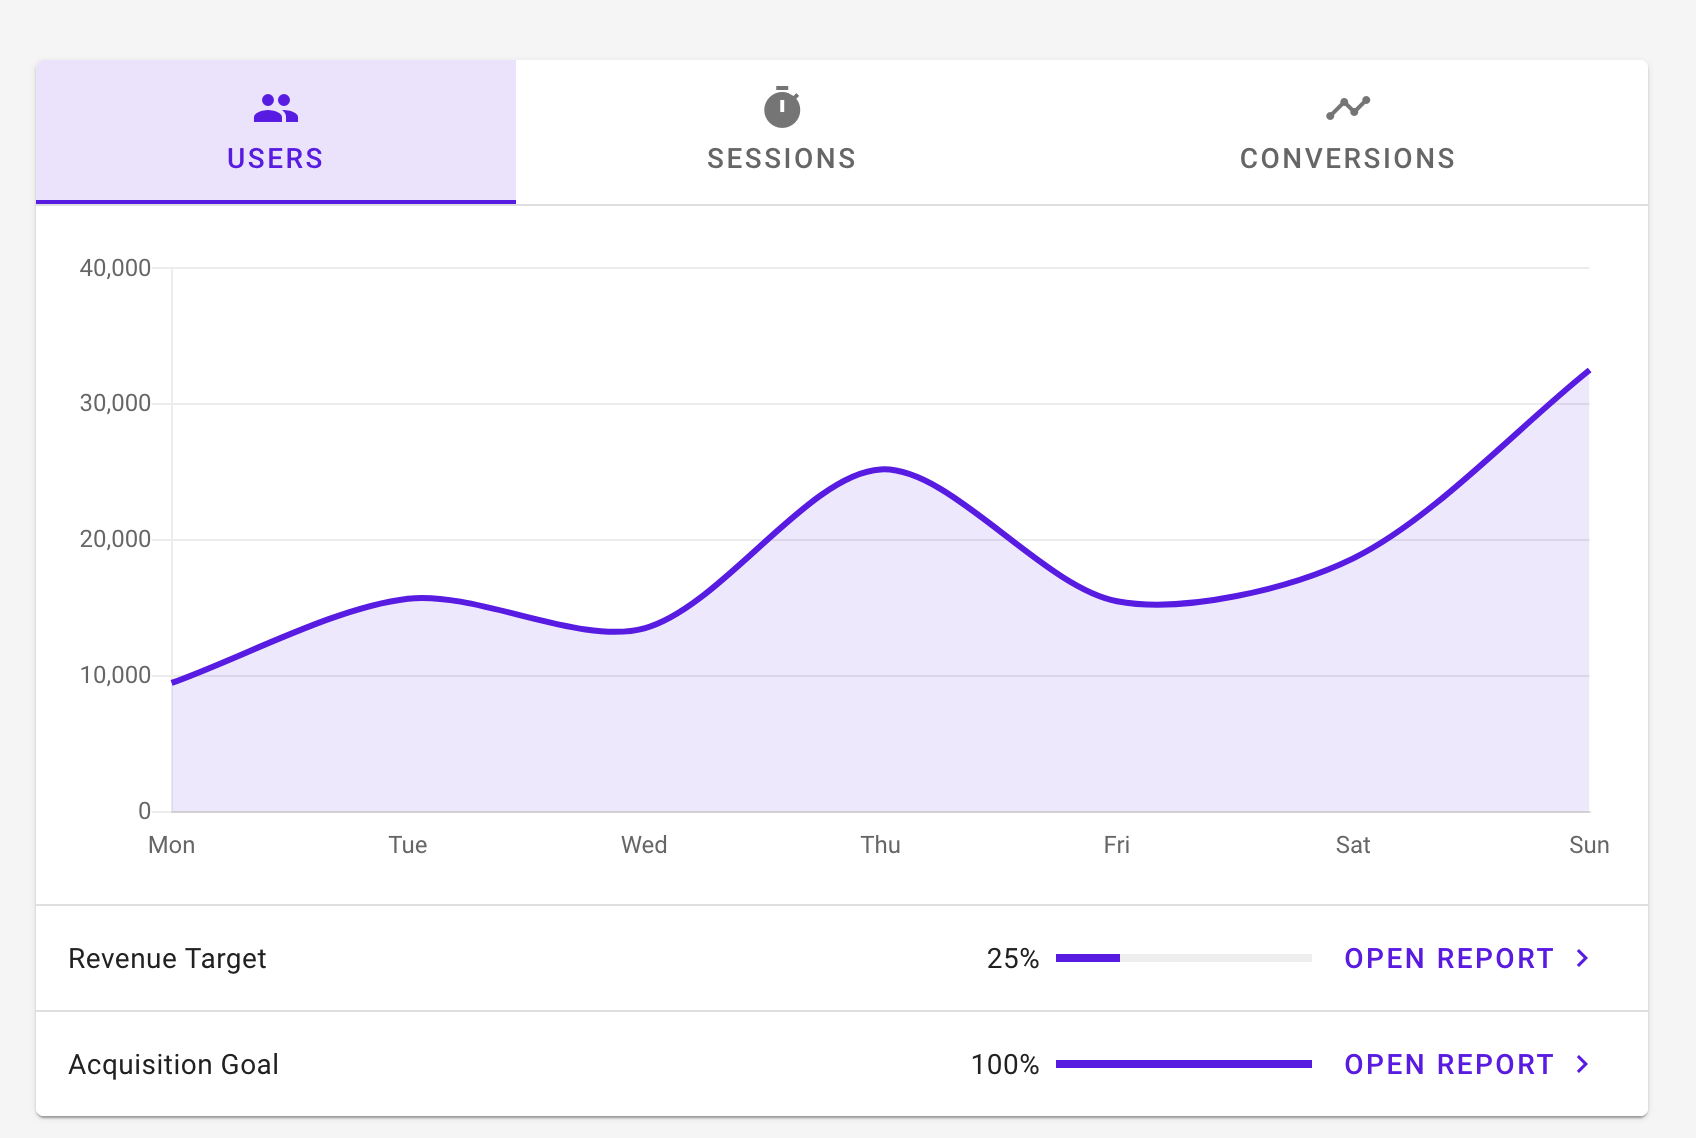 USERS
SESSIONS
CONVERSIONS
40,000
30,000
20,000
10,000
0
Mon Tue Wed Thu Fri Sat Sun
Revenue Target 25% OPEN REPORT
Acquisition Goal 100% OPEN REPORT